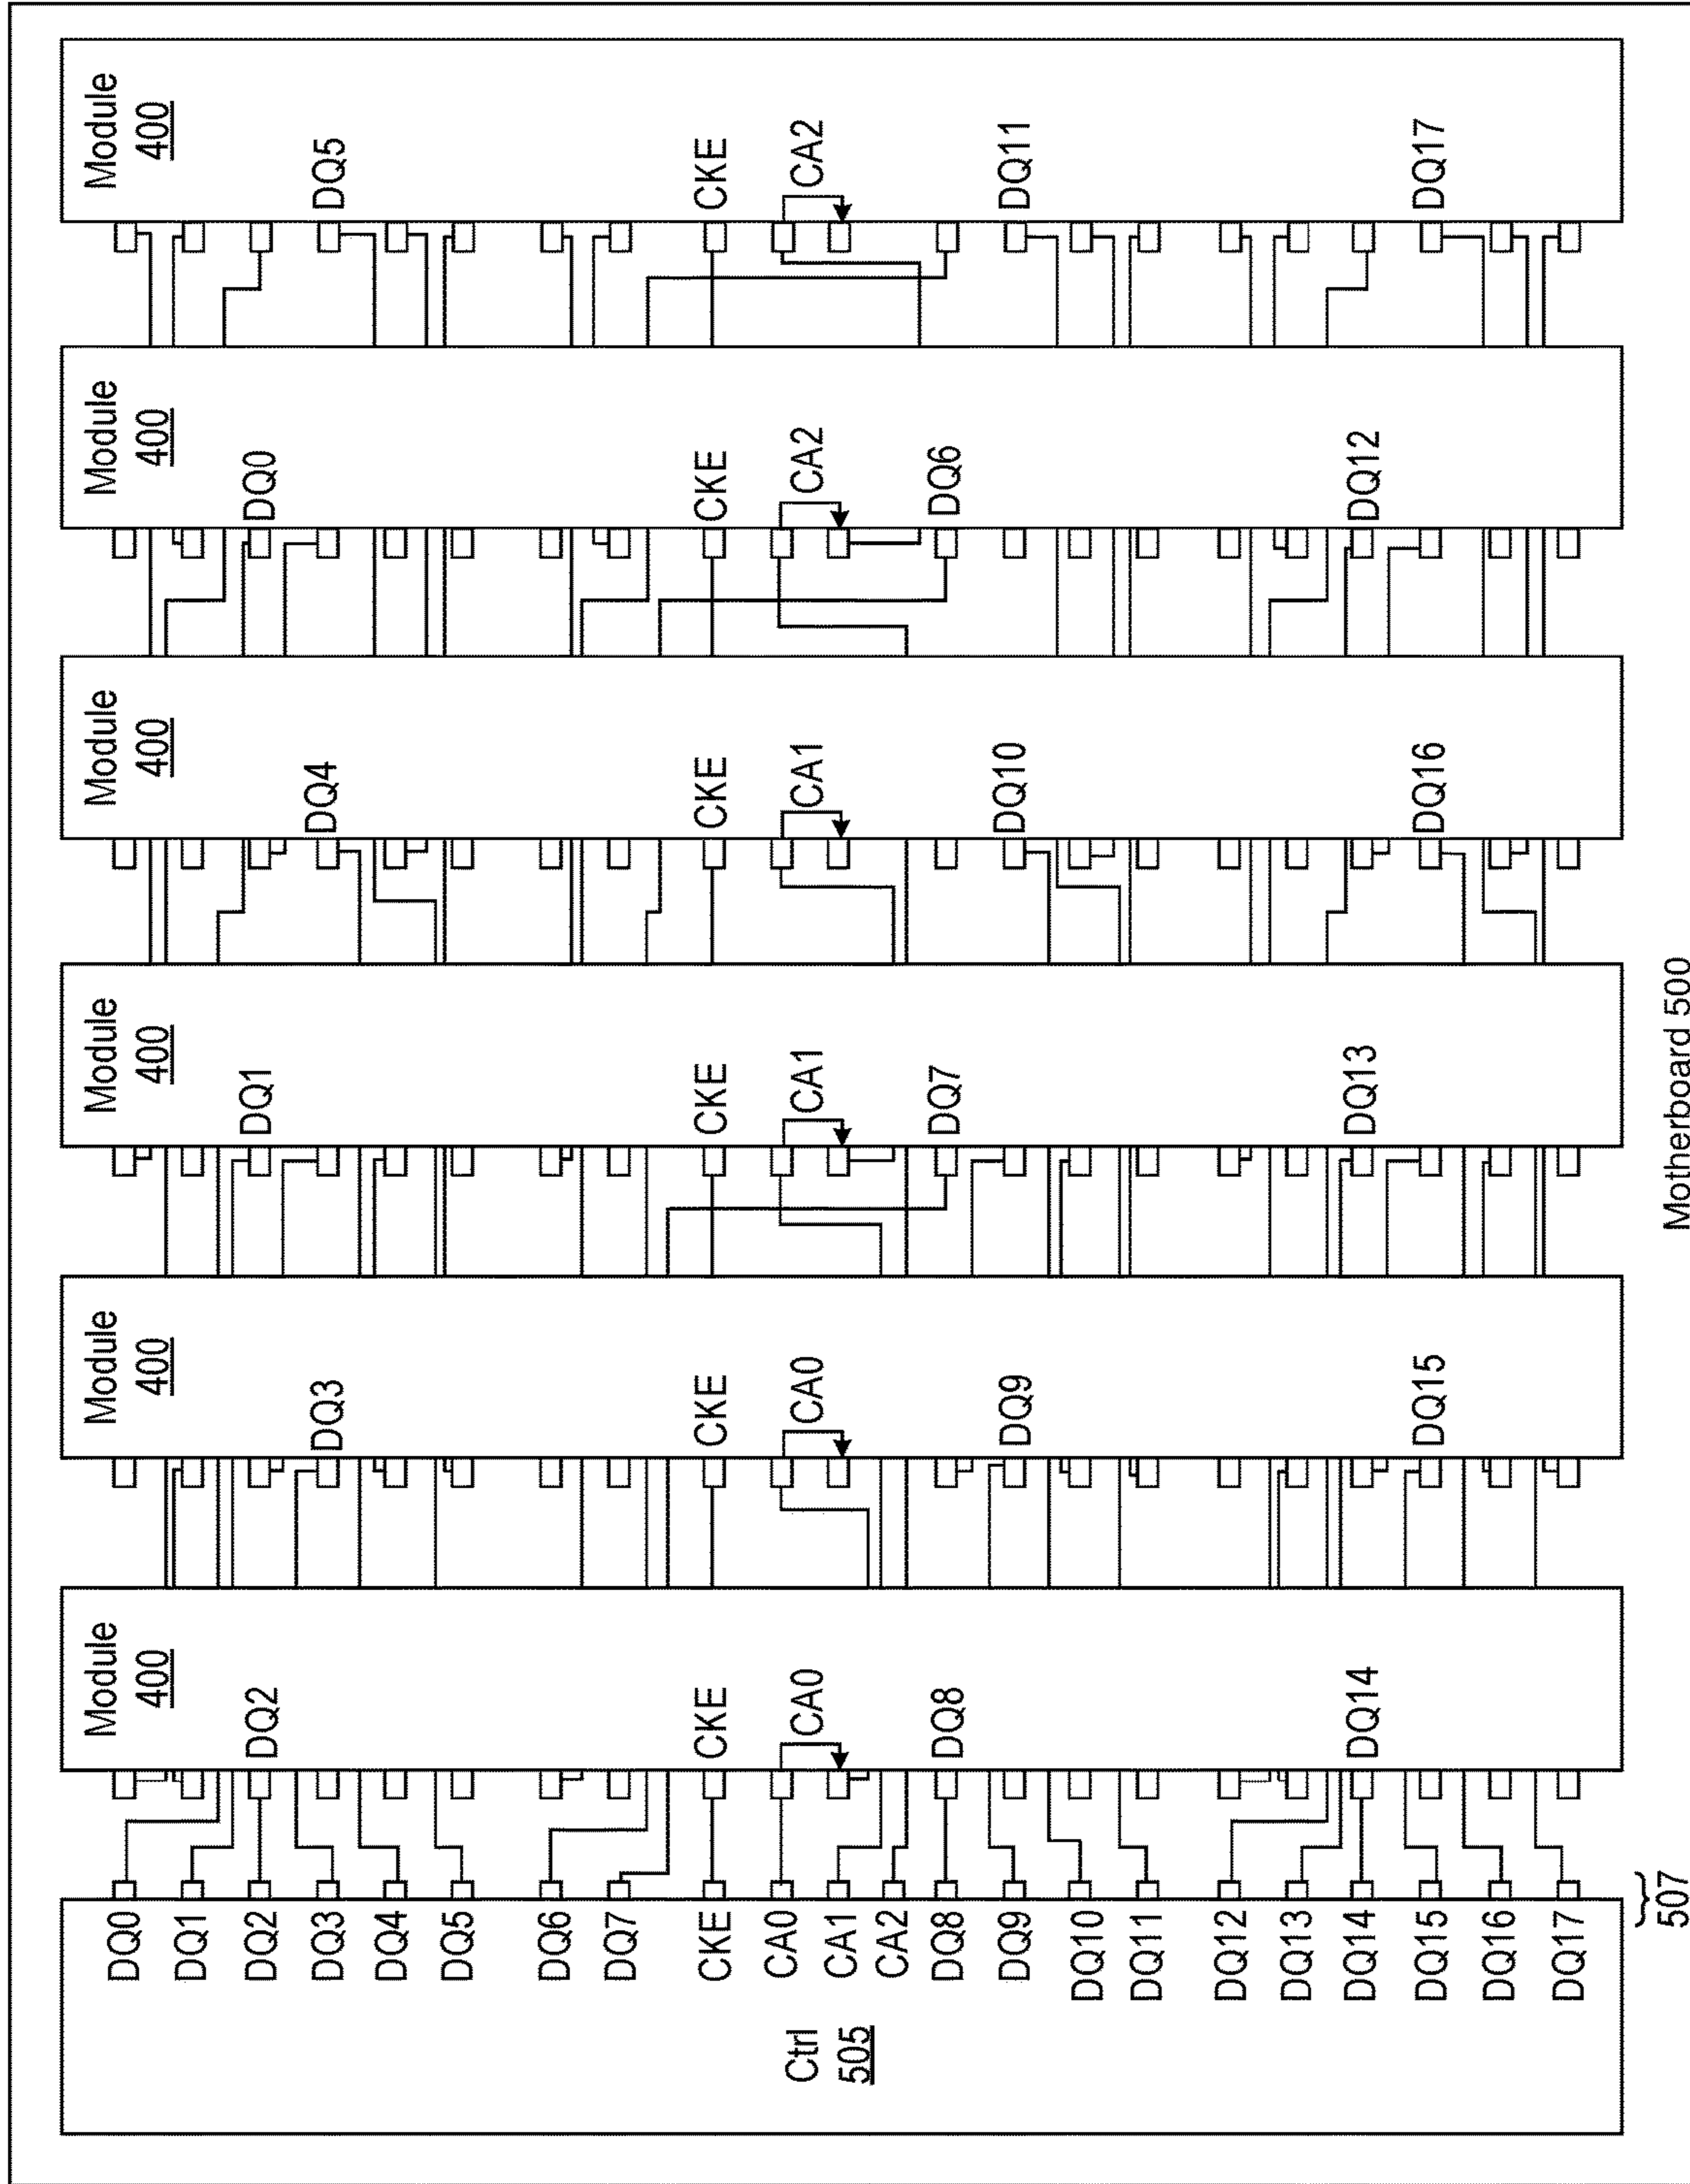 Module
400
DQ5
CKE
CA2
DQ11
DQ17
Module
400
DQ0
CKE
CA2
DQ6
DQ12
Module
400
DQ4
CKE
CA1
DQ10
DQ16
Module
400
DQ1
CKE
CA1
DQ7
DQ13
Module
400
DQ3
CKE
CA0
DQ9
DQ15
Module
400
DQ2
CKE
CA0
DQ8
DQ14
DQ0
DQ1
DQ2
DQ3
DQ4
DQ5
DQ6
DQ7
CKE
CA0
CA1
CA2
DQ8
DQ9
DQ10
DQ11
DQ12
DQ13
DQ14
DQ15
DQ16
DQ17
Ctrl
505
507
Motherboard 500